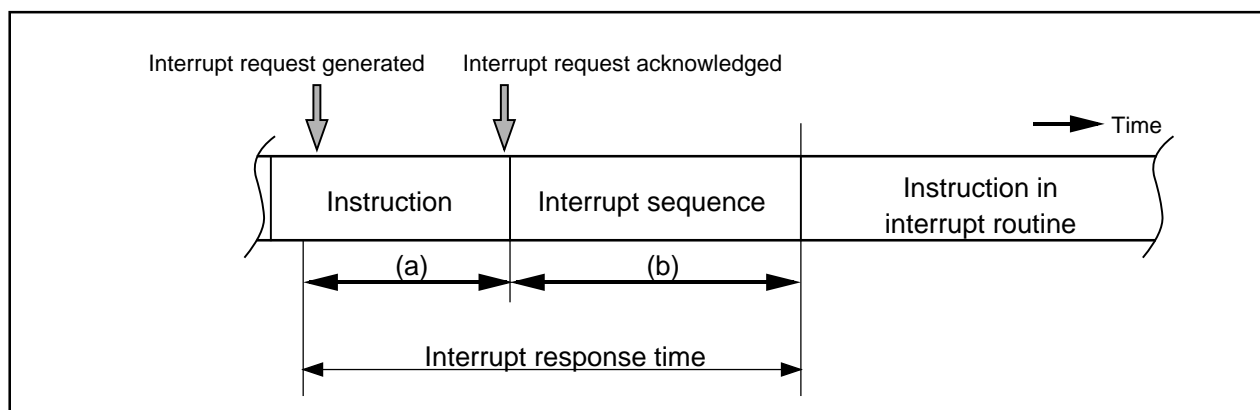 Interrupt request generated
Interrupt request acknowledged
Time
Instruction
Interrupt sequence
Instruction in
interrupt routine
(a)
(b)
Interrupt response time